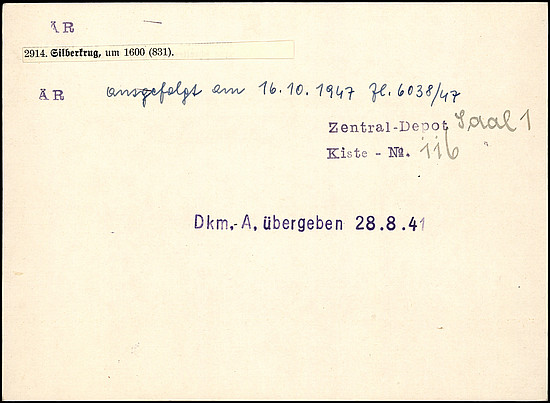 ÄR
2914. Silberkrug, um 1600 (831).
ÄR ausgefolgt am 16.10.1947 Zl. 6038/47
Zentral-Depot Saal 1
Kiste - No. 116
Dkm.-A. übergeben 28.8.41